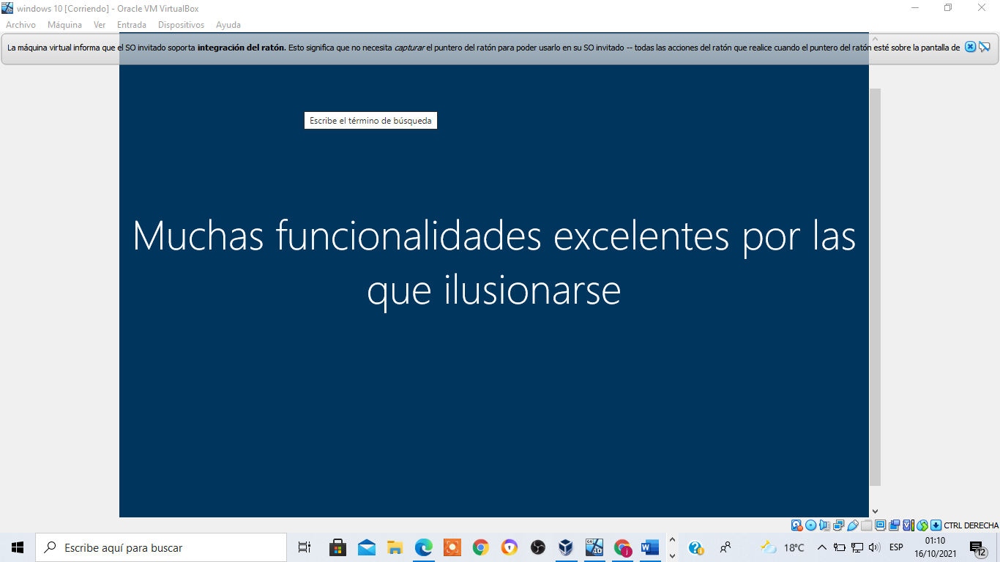 windows 10 [Corriendo] - Oracle VM VirtualBox
Archivo Máquina Ver Entrada Dispositivos Ayuda
La máquina virtual informa que el SO invitado soporta integración del ratón. Esto significa que no necesita capturar el puntero del ratón para poder usarlo en su SO invitado -- todas las acciones del ratón que realice cuando el puntero del ratón esté sobre la pantalla de
Escribe el término de búsqueda
Muchas funcionalidades excelentes por las
que ilusionarse
CTRL DERECHA
Escribe aquí para buscar
18°C
ESP
01:10
16/10/2021
12